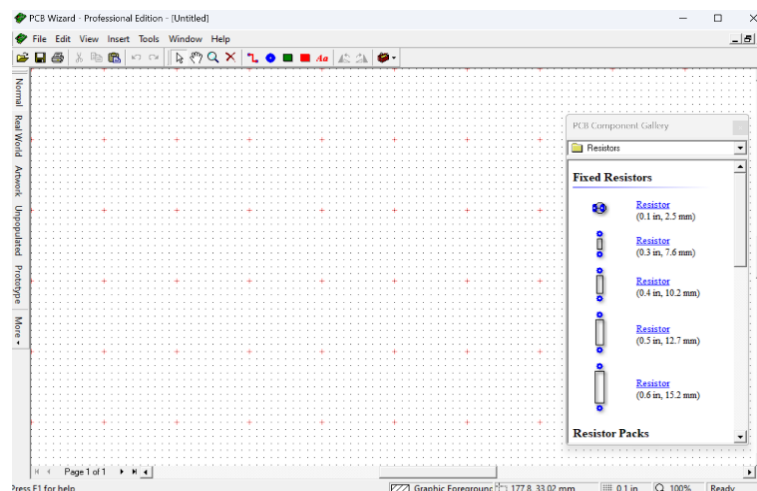 PCB Wizard - Professional Edition - [Untitled]
File Edit View Insert Tools Window Help
Aa
Normal
Real World
Artwork
Unpopulated
Prototype
More
PCB Component Gallery
Resistors
Fixed Resistors
Resistor
(0.1 in, 2.5 mm)
Resistor
(0.3 in, 7.6 mm)
Resistor
(0.4 in, 10.2 mm)
Resistor
(0.5 in, 12.7 mm)
Resistor
(0.6 in, 15.2 mm)
Resistor Packs
Page 1 of 1
Press F1 for help
Graphic Foreground 177.8, 33.02 mm 0.1 in 100% Ready